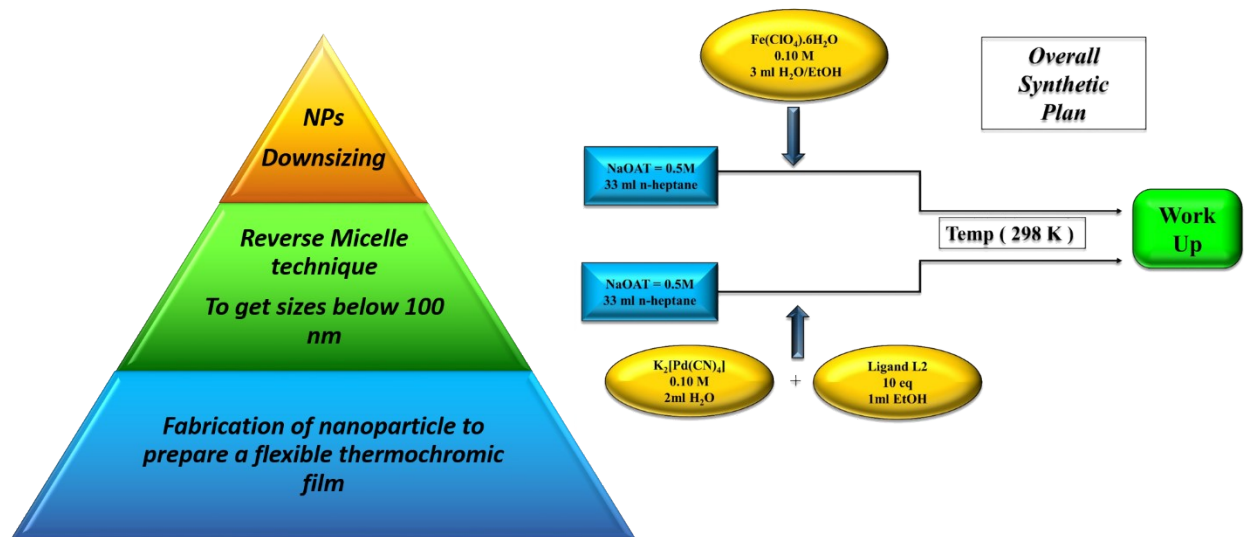 NPs
Downsizing
Reverse Micelle
technique
To get sizes below 100
nm
Fabrication of nanoparticle to
prepare a flexible thermochromic
film
Fe(ClO₄).6H₂O
0.10 M
3 ml H₂O/EtOH
Overall
Synthetic
Plan
NaOAT = 0.5M
33 ml n-heptane
Temp ( 298 K )
Work
Up
NaOAT = 0.5M
33 ml n-heptane
K₂[Pd(CN)₄]
0.10 M
2ml H₂O
+
Ligand L2
10 eq
1ml EtOH